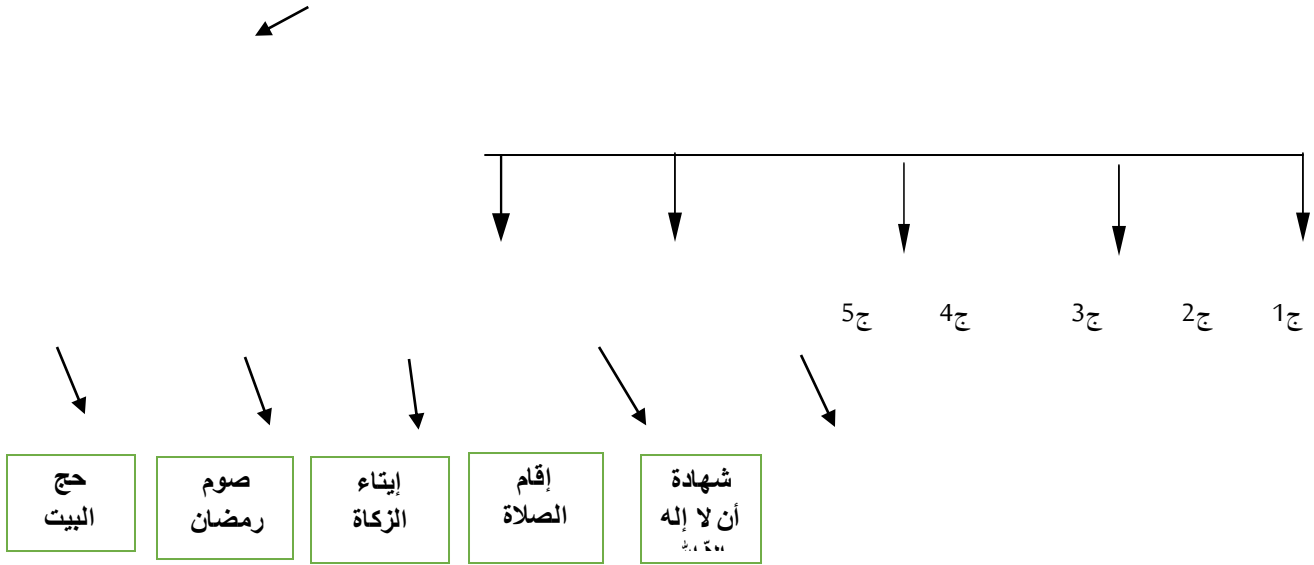 ج1 ج2 ج3 ج4 ج5
شهادة
أن لا إله
إقام
الصلاة
إيتاء
الزكاة
صوم
رمضان
حج
البيت